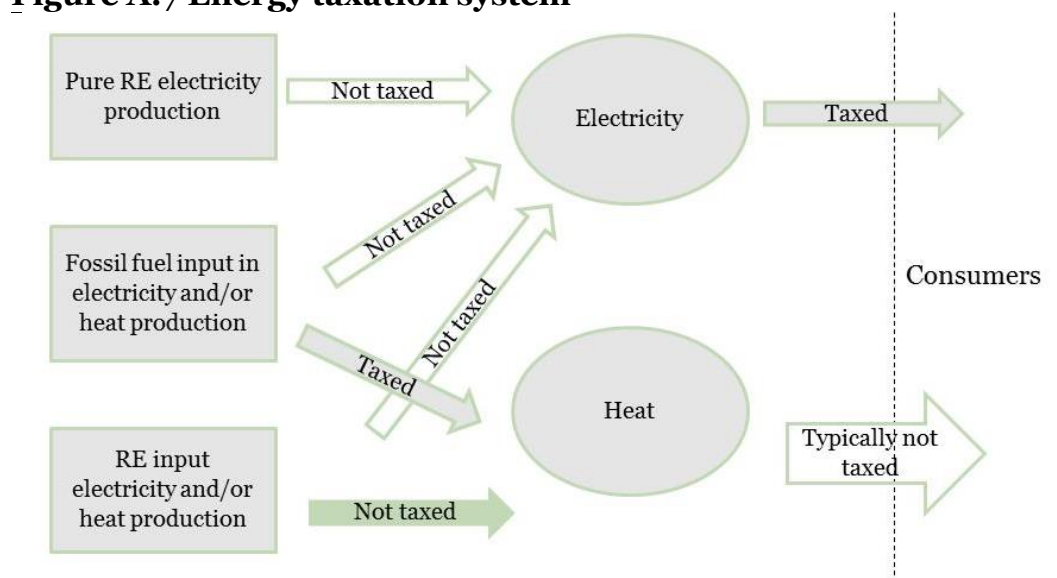 Figure X.7 Energy taxation system
Pure RE electricity
production
Not taxed
Electricity
Taxed
Not taxed
Fossil fuel input in
electricity and/or
heat production
Not taxed
Consumers
Taxed
Heat
Typically not
taxed
RE input
electricity and/or
heat production
Not taxed